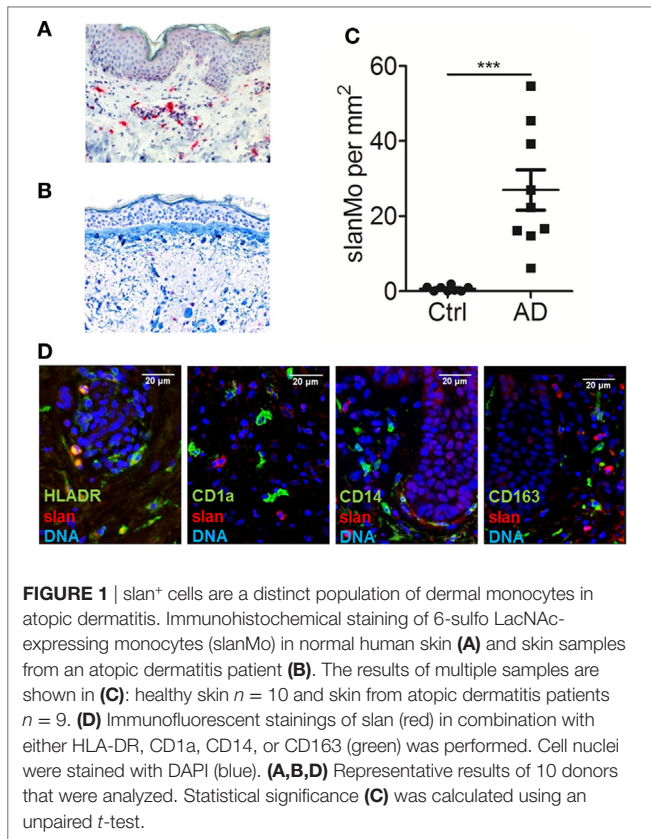 A
B
C
***
slanMo per mm²
60
40
20
0
Ctrl
AD
D
20 µm
HLADR
slan
DNA
20 µm
CD1a
slan
DNA
20 µm
CD14
slan
DNA
20 µm
CD163
slan
DNA
FIGURE 1 | slan⁺ cells are a distinct population of dermal monocytes in
atopic dermatitis. Immunohistochemical staining of 6-sulfo LacNAc-
expressing monocytes (slanMo) in normal human skin (A) and skin samples
from an atopic dermatitis patient (B). The results of multiple samples are
shown in (C): healthy skin n = 10 and skin from atopic dermatitis patients
n = 9. (D) Immunofluorescent stainings of slan (red) in combination with
either HLA-DR, CD1a, CD14, or CD163 (green) was performed. Cell nuclei
were stained with DAPI (blue). (A,B,D) Representative results of 10 donors
that were analyzed. Statistical significance (C) was calculated using an
unpaired t-test.